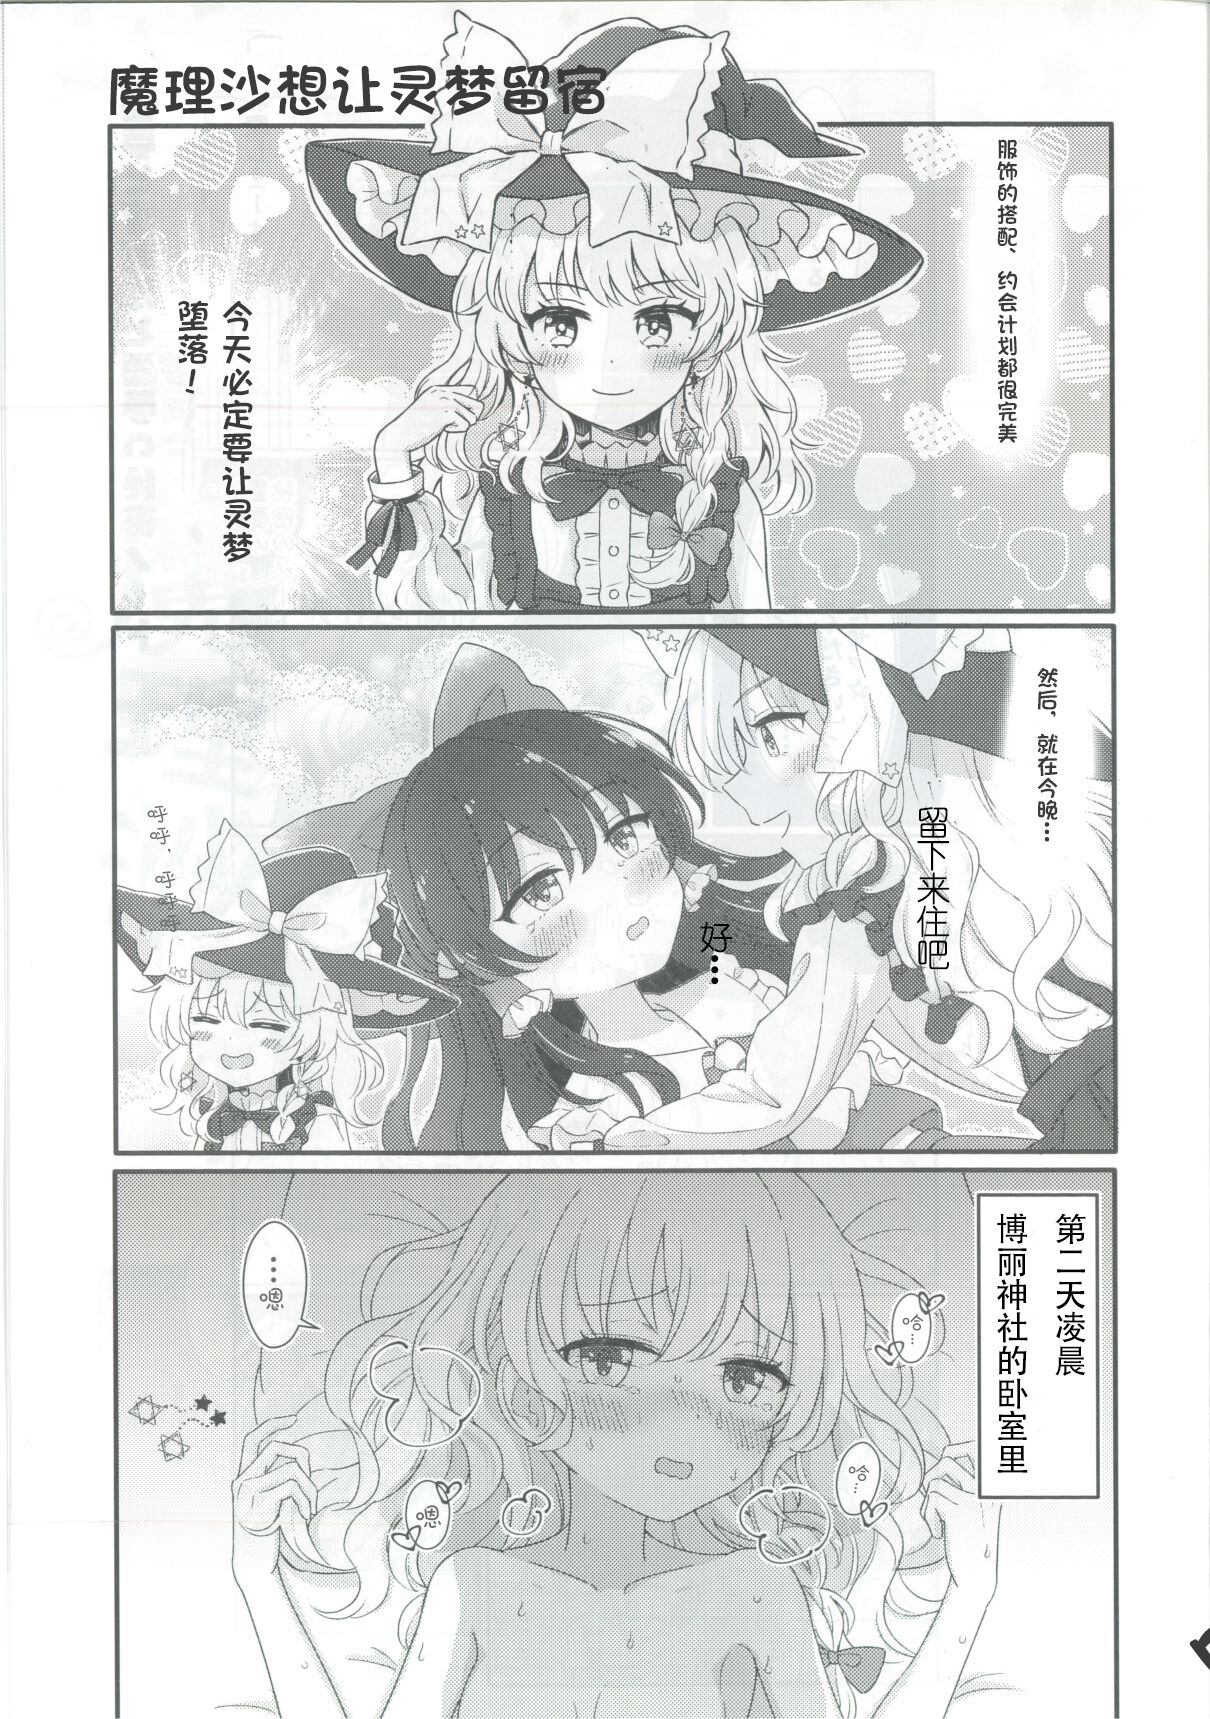 魔理沙想让灵梦留宿
服饰的搭配、约会计划都很完美
今天必定要让灵梦
堕落！
然后，就在今晚…
留下来住吧
好…
呼呼，呼呼呼
第二天凌晨
博丽神社的卧室里
…嗯
哈…
哈…
嗯